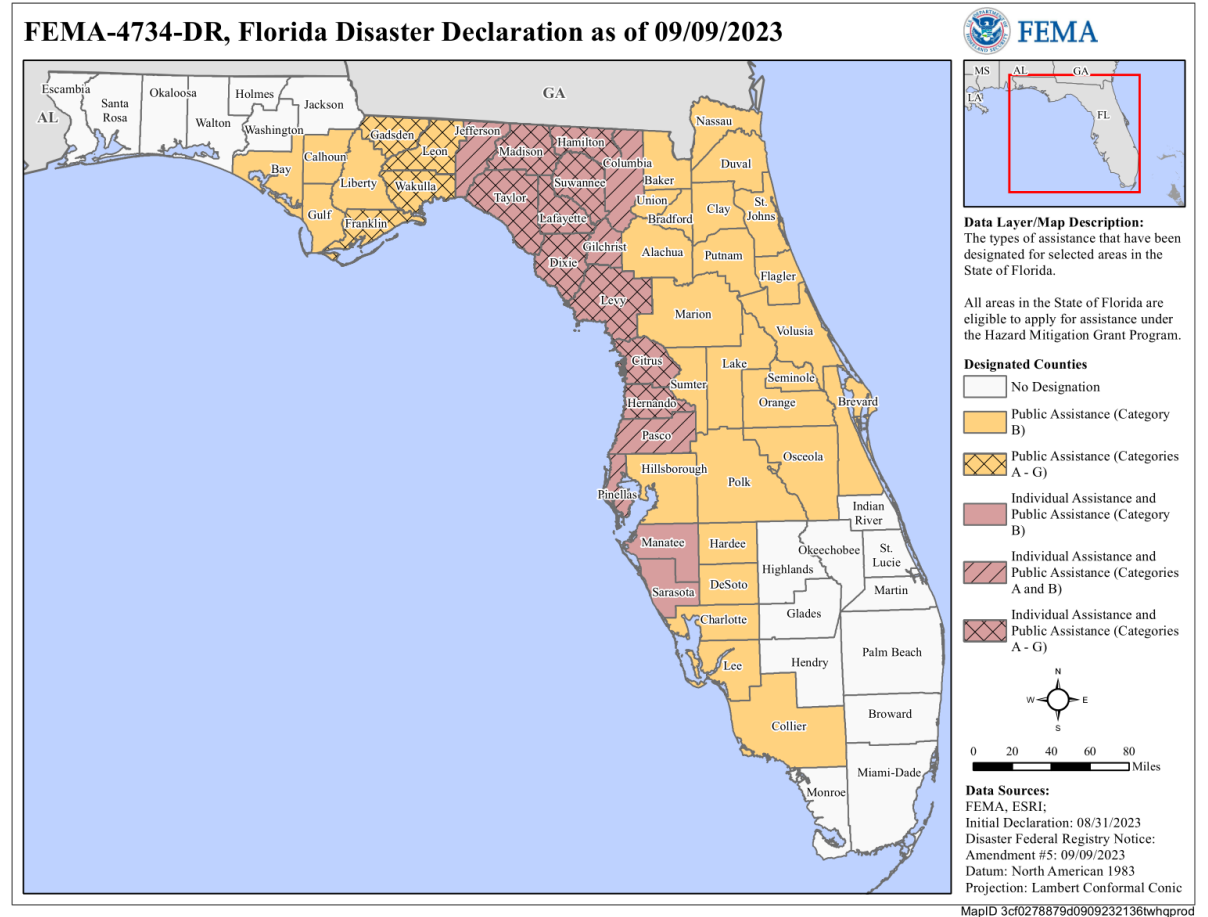 FEMA-4734-DR, Florida Disaster Declaration as of 09/09/2023
FEMA
U.S. DEPARTMENT OF
HOMELAND SECURITY
MS
AL
GA
LA
FL
GA
AL
Escambia
Santa
Rosa
Okaloosa
Walton
Holmes
Washington
Jackson
Bay
Calhoun
Gulf
Liberty
Gadsden
Leon
Wakulla
Franklin
Jefferson
Madison
Hamilton
Columbia
Suwannee
Taylor
Lafayette
Gilchrist
Dixie
Levy
Nassau
Duval
Baker
Union
Bradford
Clay
St.
Johns
Alachua
Putnam
Flagler
Marion
Volusia
Citrus
Sumter
Lake
Seminole
Hernando
Orange
Brevard
Pasco
Hillsborough
Pinellas
Polk
Osceola
Indian
River
Manatee
Hardee
Okeechobee
Highlands
St.
Lucie
Sarasota
DeSoto
Martin
Charlotte
Glades
Lee
Hendry
Palm Beach
Collier
Broward
Miami-Dade
Monroe
Data Layer/Map Description:
The types of assistance that have been
designated for selected areas in the
State of Florida.
All areas in the State of Florida are
eligible to apply for assistance under
the Hazard Mitigation Grant Program.
Designated Counties
No Designation
Public Assistance (Category
B)
Public Assistance (Categories
A - G)
Individual Assistance and
Public Assistance (Category
B)
Individual Assistance and
Public Assistance (Categories
A and B)
Individual Assistance and
Public Assistance (Categories
A - G)
N
W
E
S
0 20 40 60 80
Miles
Data Sources:
FEMA, ESRI;
Initial Declaration: 08/31/2023
Disaster Federal Registry Notice:
Amendment #5: 09/09/2023
Datum: North American 1983
Projection: Lambert Conformal Conic
MapID 3cf0278879d0909232136twhqprod